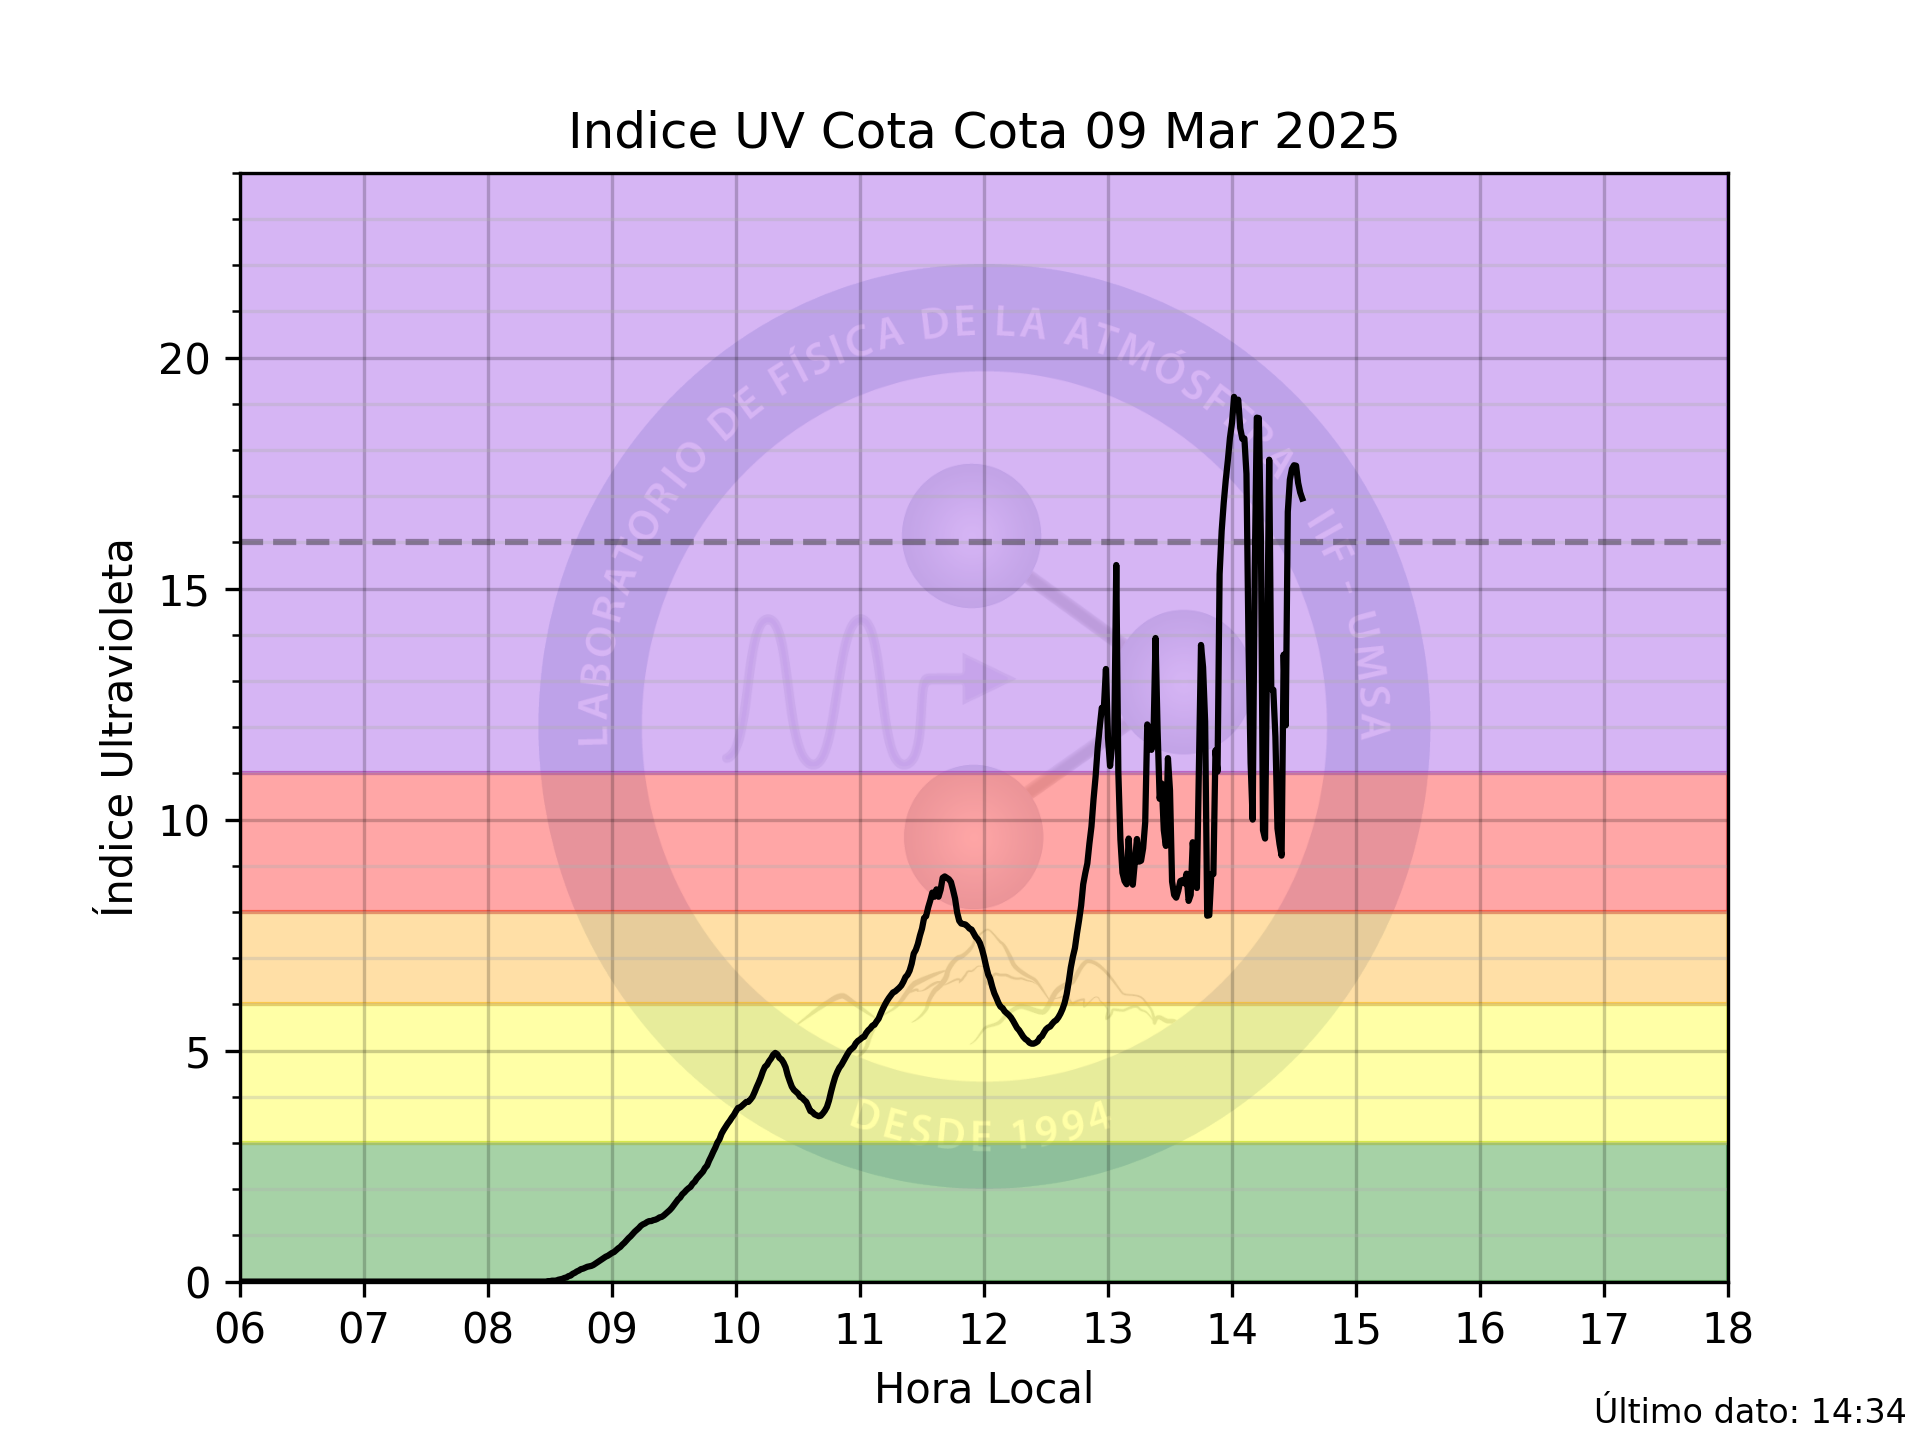 Indice UV Cota Cota 09 Mar 2025
LABORATORIO DE FÍSICA DE LA ATMÓSFERA IIF - UMSA
DESDE 1994
Índice Ultravioleta
20
15
10
5
0
06 07 08 09 10 11 12 13 14 15 16 17 18
Hora Local
Último dato: 14:34